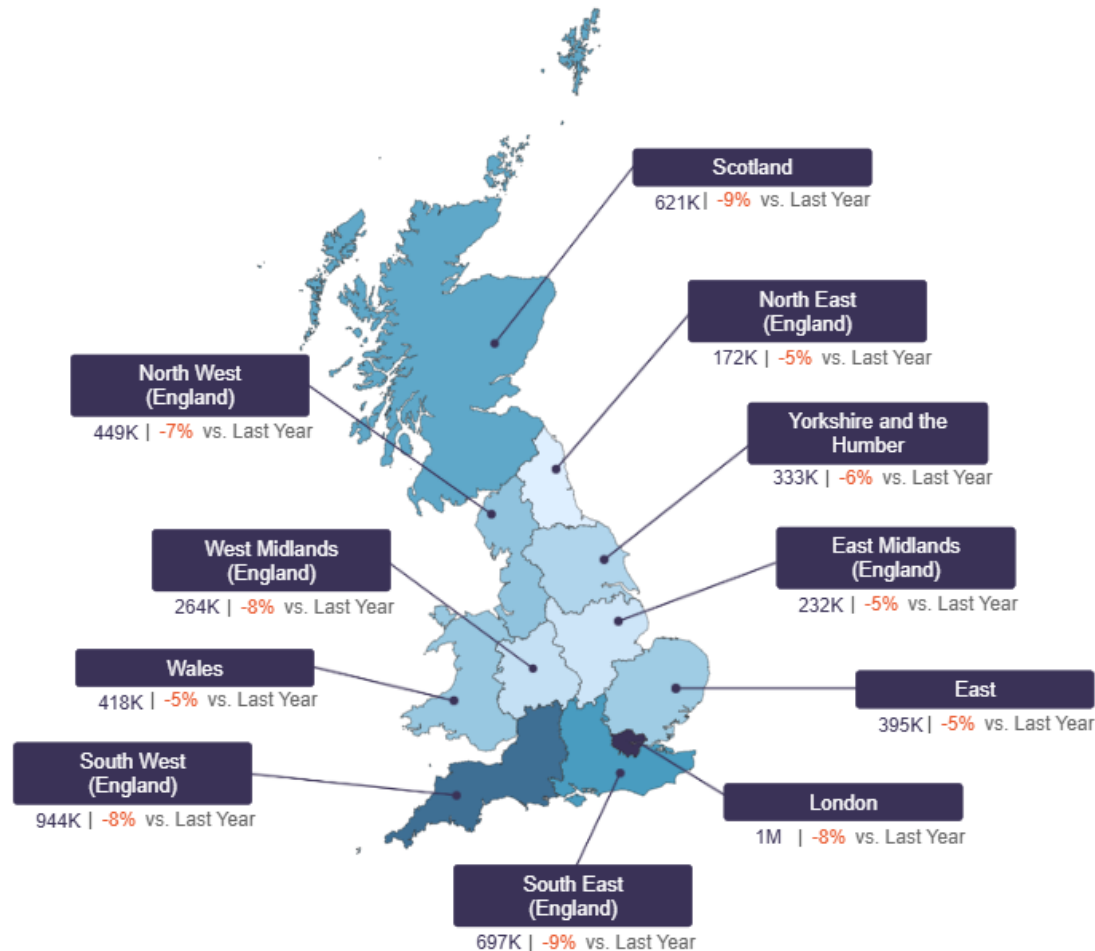 Scotland
621K | -9% vs. Last Year
North East
(England)
172K | -5% vs. Last Year
North West
(England)
449K | -7% vs. Last Year
Yorkshire and the
Humber
333K | -6% vs. Last Year
West Midlands
(England)
264K | -8% vs. Last Year
East Midlands
(England)
232K | -5% vs. Last Year
Wales
418K | -5% vs. Last Year
East
395K | -5% vs. Last Year
South West
(England)
944K | -8% vs. Last Year
London
1M | -8% vs. Last Year
South East
(England)
697K | -9% vs. Last Year